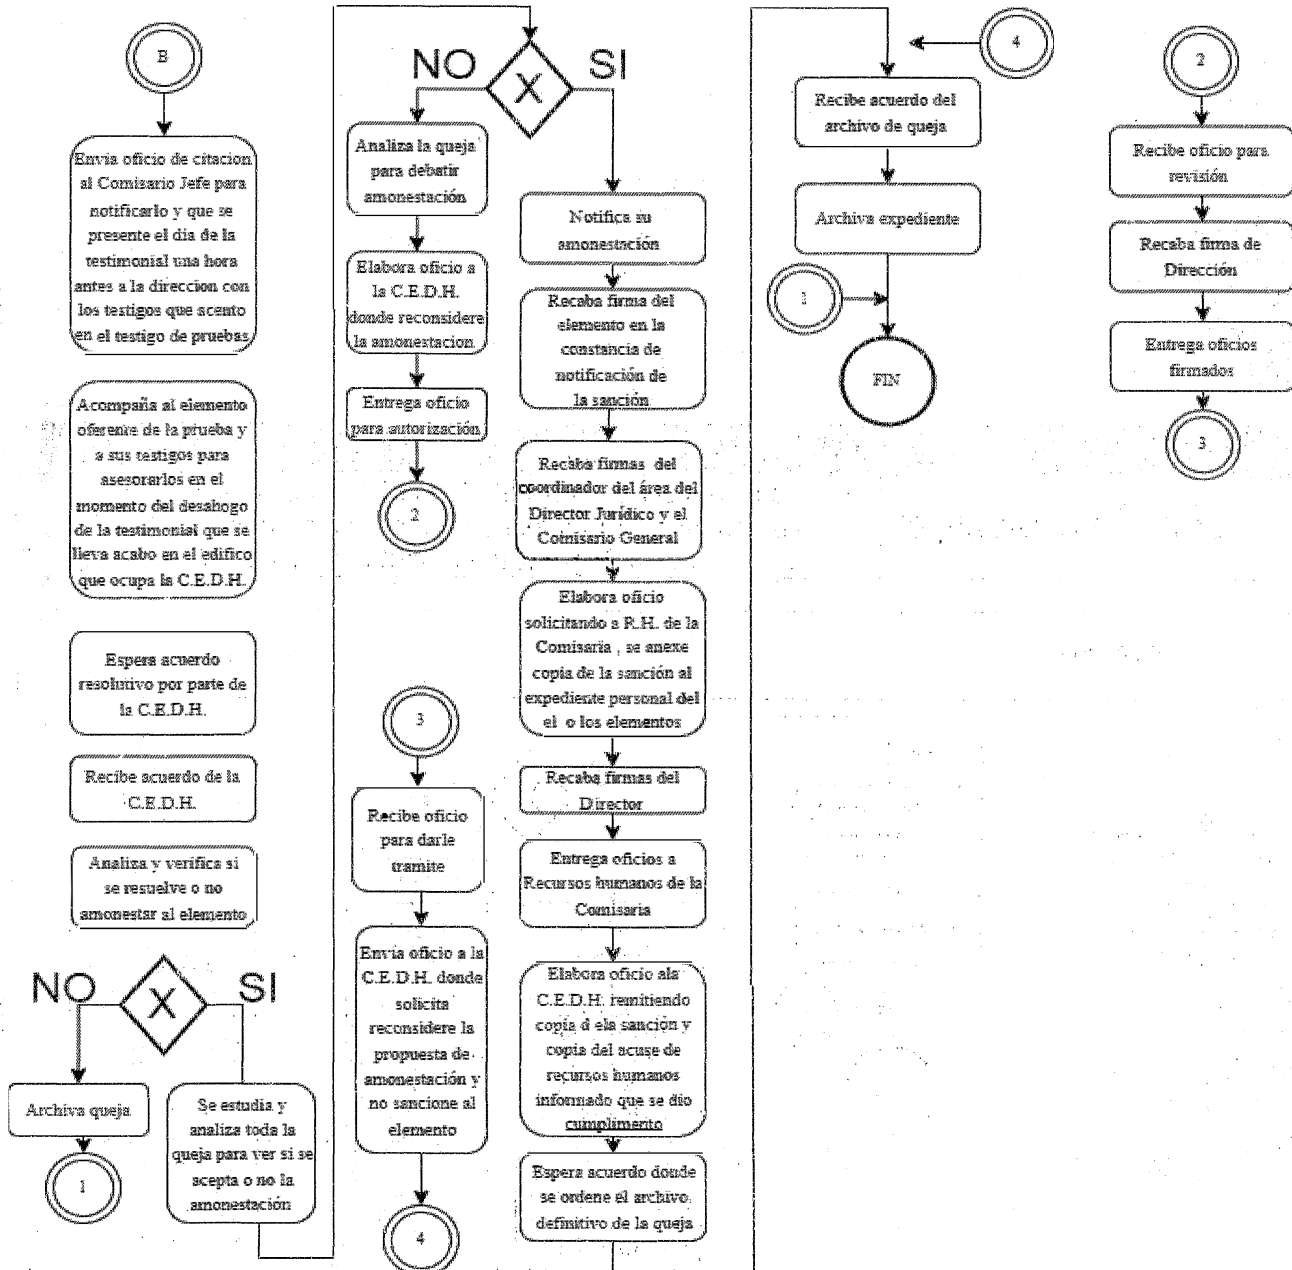 B
Envia oficio de citacion
al Comisario Jefe para
notificarlo y que se
presente el dia de la
testimonial una hora
antes a la direccion con
los testigos que scento
en el testigo de pruebas
Acompaña al elemento
oferente de la prueba y
a sus testigos para
asesorarlos en el
momento del desahogo
de la testimonial que se
lleva acabo en el edifico
que ocupa la C.E.D.H.
Espera acuerdo
resolutivo por parte de
la C.E.D.H.
Recibe acuerdo de la
C.E.D.H.
Analiza y verifica si
se resuelve o no
amonestar al elemento
NO
X
SI
Archiva queja
1
Se estudia y
analiza toda la
queja para ver si se
acepta o no la
amonestación
NO
X
SI
Analiza la queja
para debatir
amonestación
Elabora oficio a
la C.E.D.H.
donde reconsidere
la amonestacion
Entrega oficio
para autorización
2
3
Recibe oficio
para darle
tramite
Envia oficio a la
C.E.D.H. donde
solicita
reconsidere la
propuesta de
amonestación y
no sancione al
elemento
4
Notifica su
amonestación
Recaba firma del
elemento en la
constancia de
notificación de
la sanción
Recaba firmas del
coordinador del área del
Director Jurídico y el
Comisario General
Elabora oficio
solicitando a R.H. de la
Comisaria , se anexe
copia de la sanción al
expediente personal del
el o los elementos
Recaba firmas del
Director
Entrega oficios a
Recursos humanos de la
Comisaria
Elabora oficio ala
C.E.D.H. remitiendo
copia d ela sanción y
copia del acuse de
recursos humanos
informado que se dio
cumplimento
Espera acuerdo donde
se ordene el archivo
definitivo de la queja
4
Recibe acuerdo del
archivo de queja
Archiva expediente
1
FIN
2
Recibe oficio para
revisión
Recaba firma de
Dirección
Entrega oficios
firmados
3